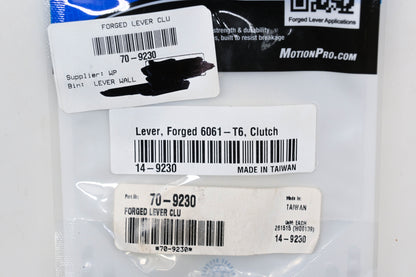 Forged Lever Applications
strength & durability
built to resist breakage
MOTIONPRO.COM
FORGED LEVER CLU
70-9230
Supplier: WP
Bin: LEVER WALL
Lever, Forged 6061-T6, Clutch
14-9230
MADE IN TAIWAN
70-9230
FORGED LEVER CLU
Made In:
TAIWAN
UoM: EACH
14-9230
*70-9230*